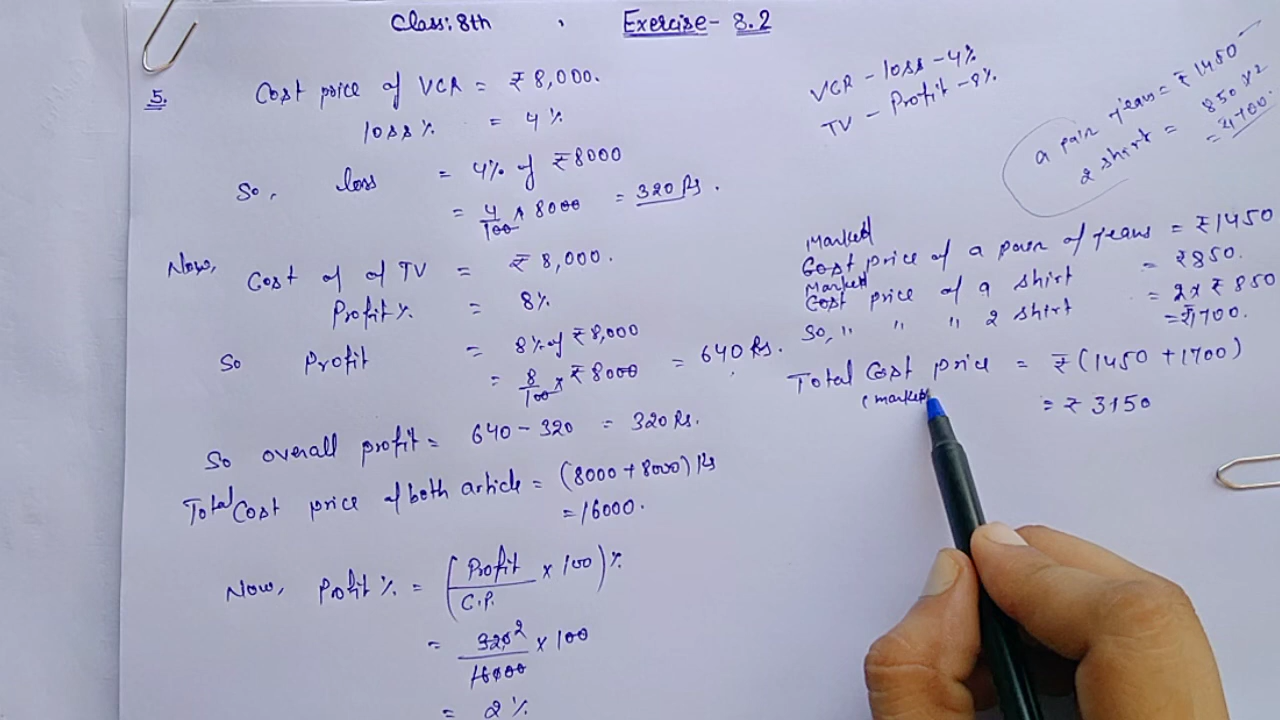 Class: 8th Exercise - 8.2
5. Cost price of VCR = ₹ 8,000.
loss % = 4 %
So, loss = 4% of ₹ 8000
= 4/100 x 8000 = 320 Rs.
Now, Cost of of TV = ₹ 8,000.
Profit % = 8%
So Profit = 8% of ₹ 8,000
= 8/100 x ₹ 8000 = 640 Rs.
So overall profit = 640 - 320 = 320 Rs.
Total Cost price of both article = (8000 + 8000) Rs
= 16000.
Now, Profit % = (Profit/C.P. x 100) %
= 320/16000 x 100
2
= 2 %
VCR - loss - 4%
TV - Profit - 8%
a pair jeans = ₹ 1450
2 shirt = 850 x 2
= 1700.
Marked
Cost price of a pair of jeans = ₹ 1450
Marked
Cost price of a shirt = ₹ 850.
So, " " " 2 shirt = 2 x ₹ 850
= ₹ 1700.
Total Cost price = ₹ (1450 + 1700)
(marked
= ₹ 3150